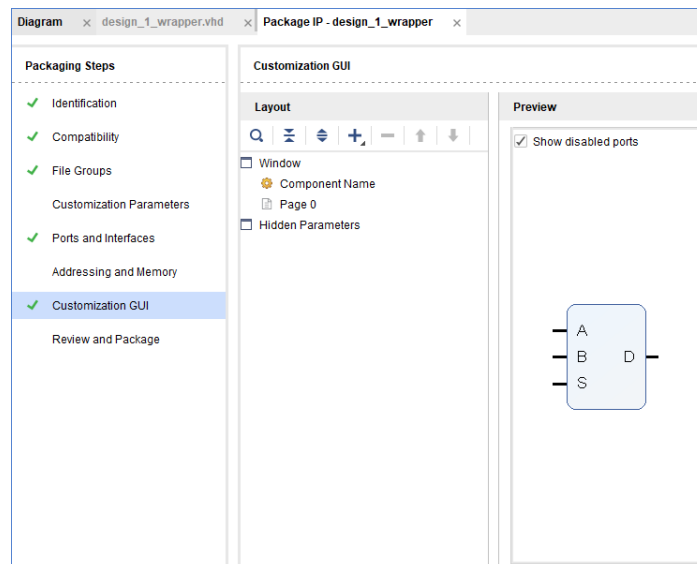 Diagram × design_1_wrapper.vhd × Package IP - design_1_wrapper ×
Packaging Steps
Identification
Compatibility
File Groups
Customization Parameters
Ports and Interfaces
Addressing and Memory
Customization GUI
Review and Package
Customization GUI
Layout
Window
Component Name
Page 0
Hidden Parameters
Preview
Show disabled ports
A
B D
S